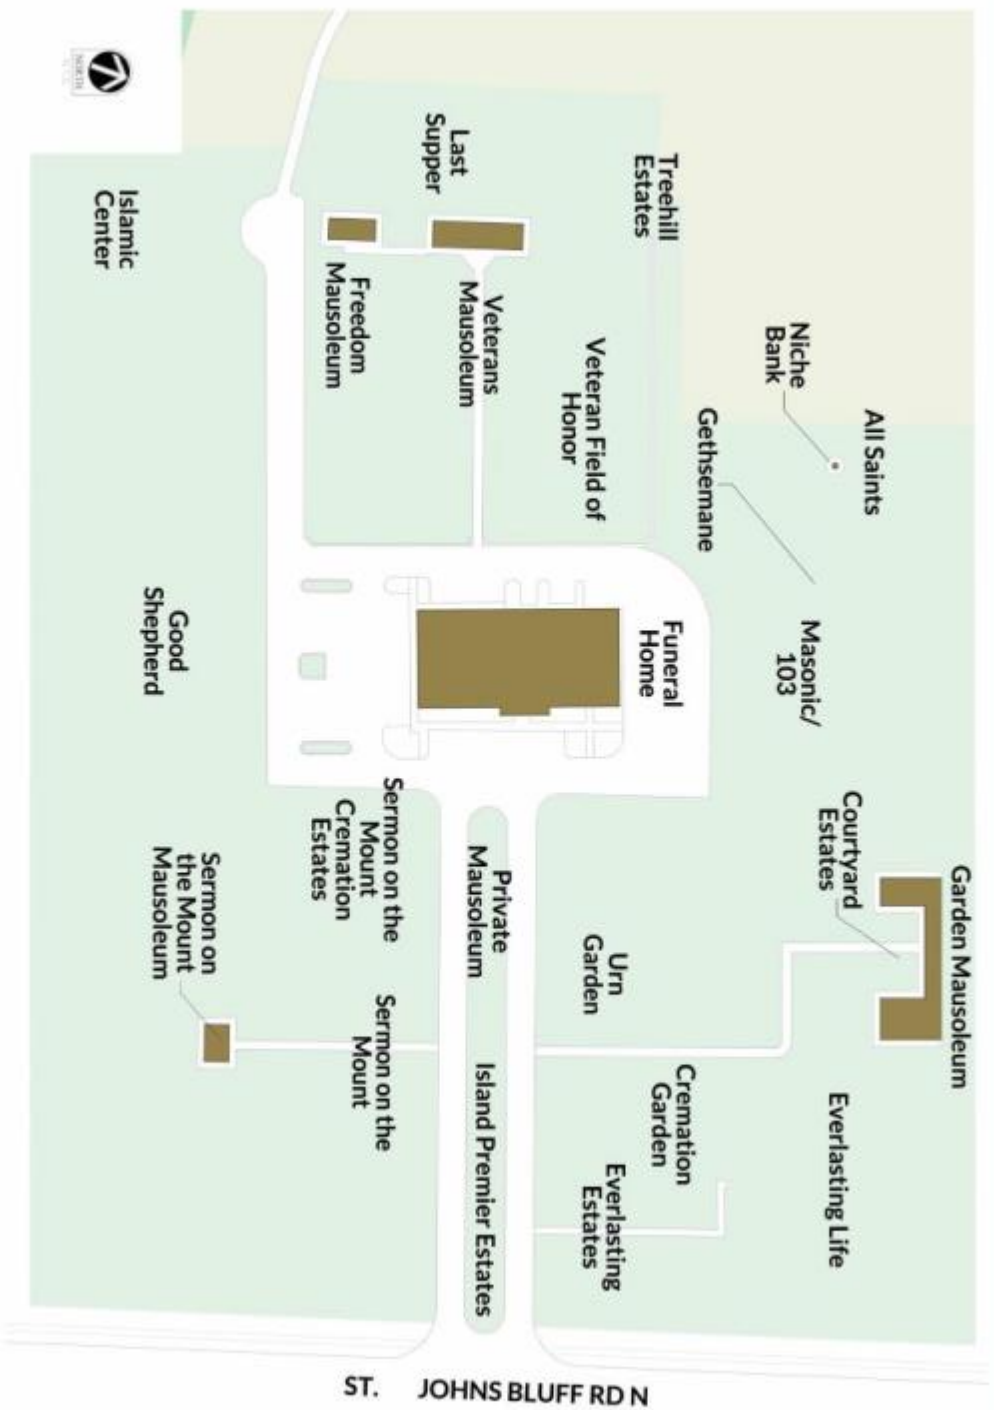 NORTH
Islamic
Center
Last
Supper
Treehill
Estates
Freedom
Mausoleum
Veterans
Mausoleum
Veteran Field of
Honor
Niche
Bank
All Saints
Gethsemane
Good
Shepherd
Funeral
Home
Masonic/
103
Sermon on the
Mount
Cremation
Estates
Sermon on
the Mount
Mausoleum
Private
Mausoleum
Courtyard
Estates
Garden Mausoleum
Urn
Garden
Sermon on the
Mount
Island Premier Estates
Cremation
Garden
Everlasting
Estates
Everlasting Life
ST. JOHNS BLUFF RD N